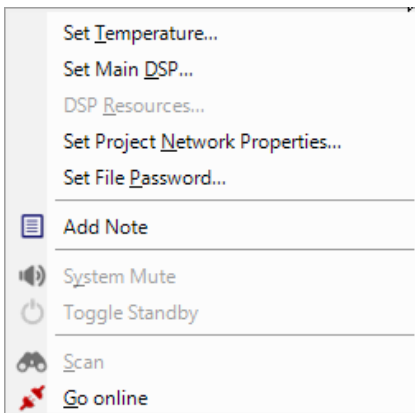 Set Temperature...
Set Main DSP...
DSP Resources...
Set Project Network Properties...
Set File Password...
Add Note
System Mute
Toggle Standby
Scan
Go online